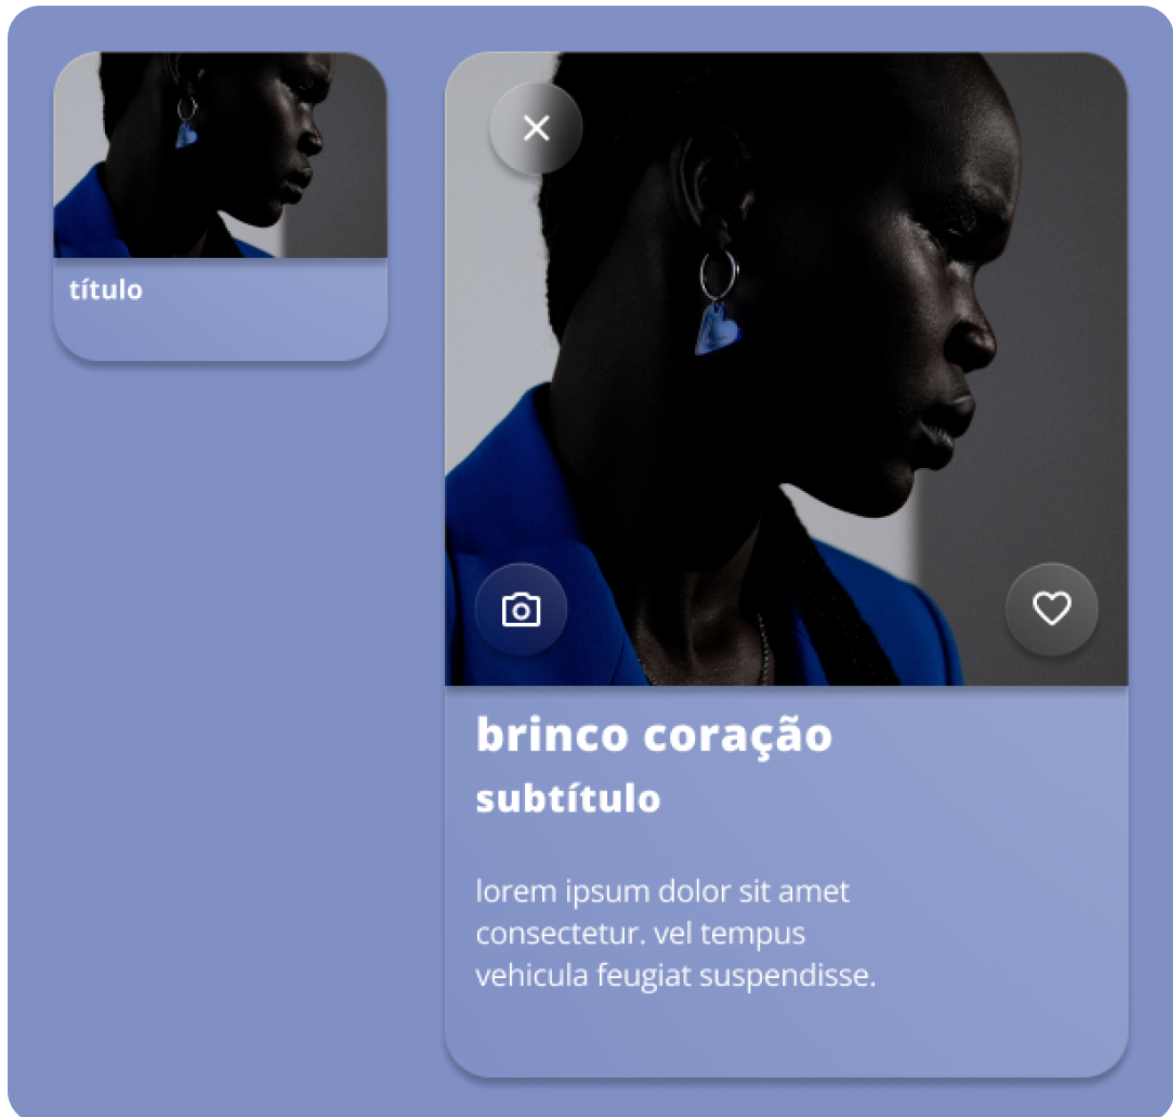 título
brinco coração
subtítulo
lorem ipsum dolor sit amet
consectetur. vel tempus
vehicula feugiat suspendisse.